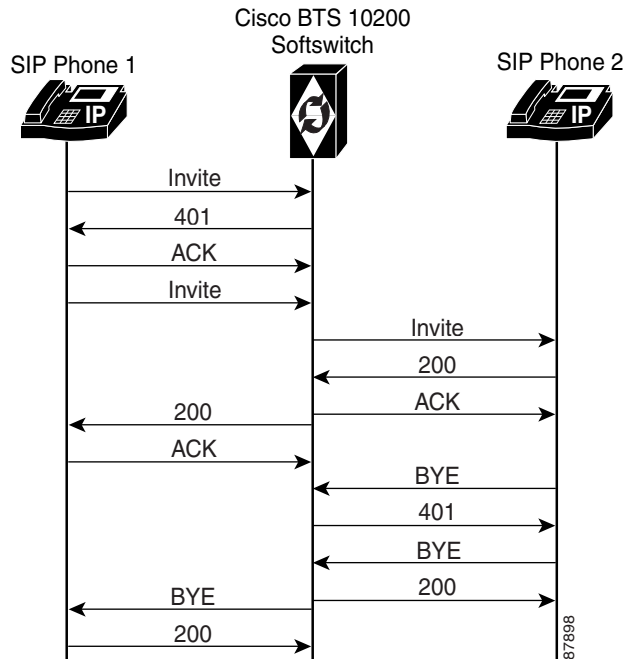 Cisco BTS 10200
Softswitch
SIP Phone 1
SIP Phone 2
IP
IP
Invite
401
ACK
Invite
Invite
200
ACK
200
ACK
BYE
401
BYE
200
BYE
200
87898